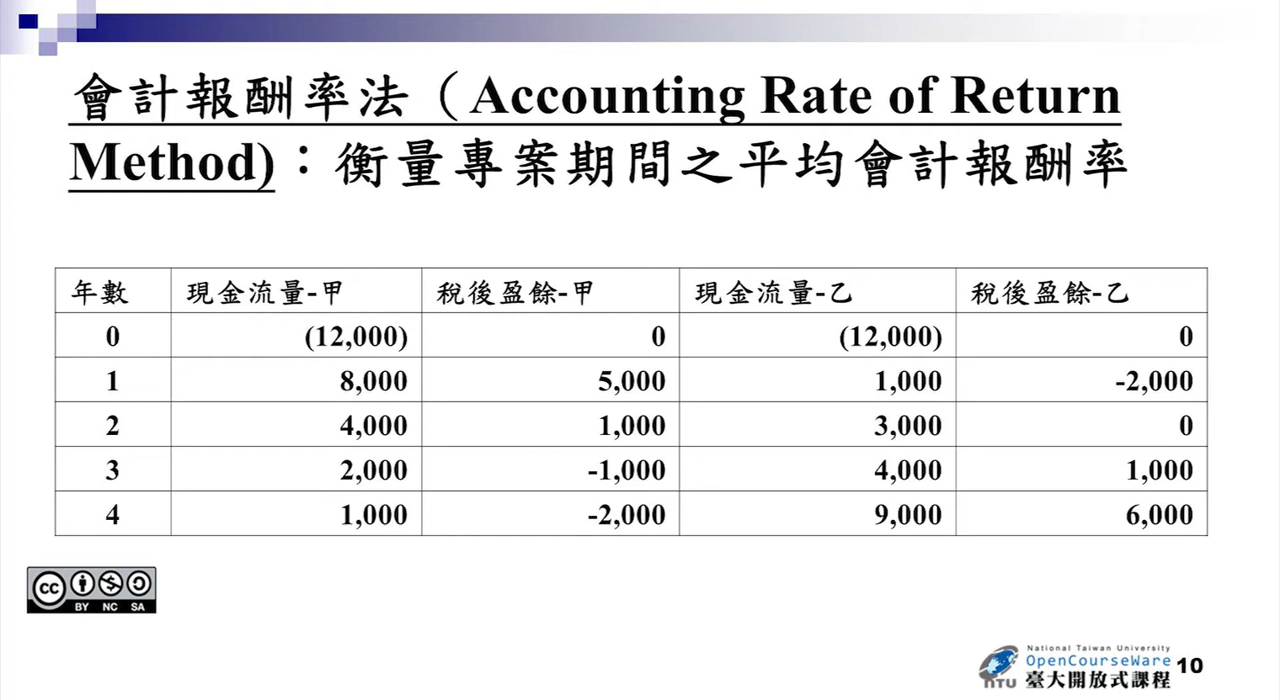 會計報酬率法（Accounting Rate of Return
Method)：衡量專案期間之平均會計報酬率
年數 現金流量-甲 稅後盈餘-甲 現金流量-乙 稅後盈餘-乙
0 (12,000) 0 (12,000) 0
1 8,000 5,000 1,000 -2,000
2 4,000 1,000 3,000 0
3 2,000 -1,000 4,000 1,000
4 1,000 -2,000 9,000 6,000
cc
BY NC SA
National Taiwan University
OpenCourseWare
NTU 臺大開放式課程
10